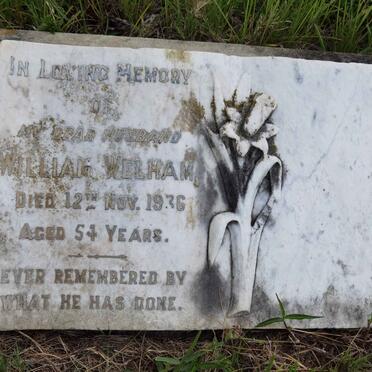 IN LOVING MEMORY
OF
MY DEAR HUSBAND
WILLIAM WELHAM
DIED 12TH NOV. 1936
AGED 54 YEARS.
EVER REMEMBERED BY
WHAT HE HAS DONE.